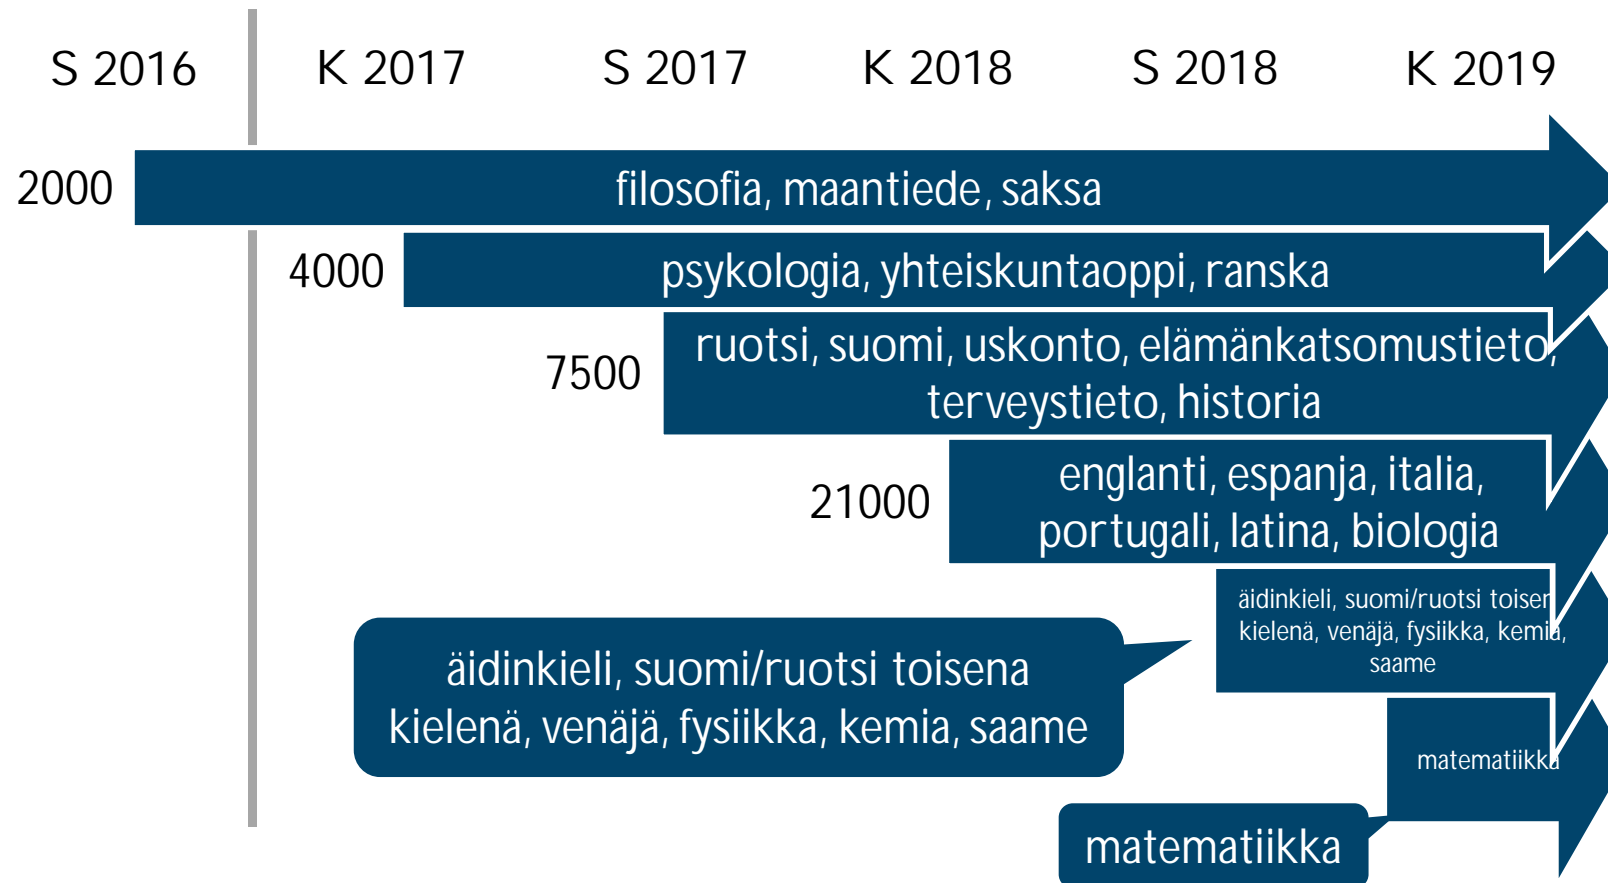 S 2016
K 2017
S 2017
K 2018
S 2018
K 2019
2000
filosofia, maantiede, saksa
4000
psykologia, yhteiskuntaoppi, ranska
7500
ruotsi, suomi, uskonto, elämänkatsomustieto,
terveystieto, historia
21000
englanti, espanja, italia,
portugali, latina, biologia
äidinkieli, suomi/ruotsi toisen
kielenä, venäjä, fysiikka, kemia,
saame
äidinkieli, suomi/ruotsi toisena
kielenä, venäjä, fysiikka, kemia, saame
matematiikka
matematiikka